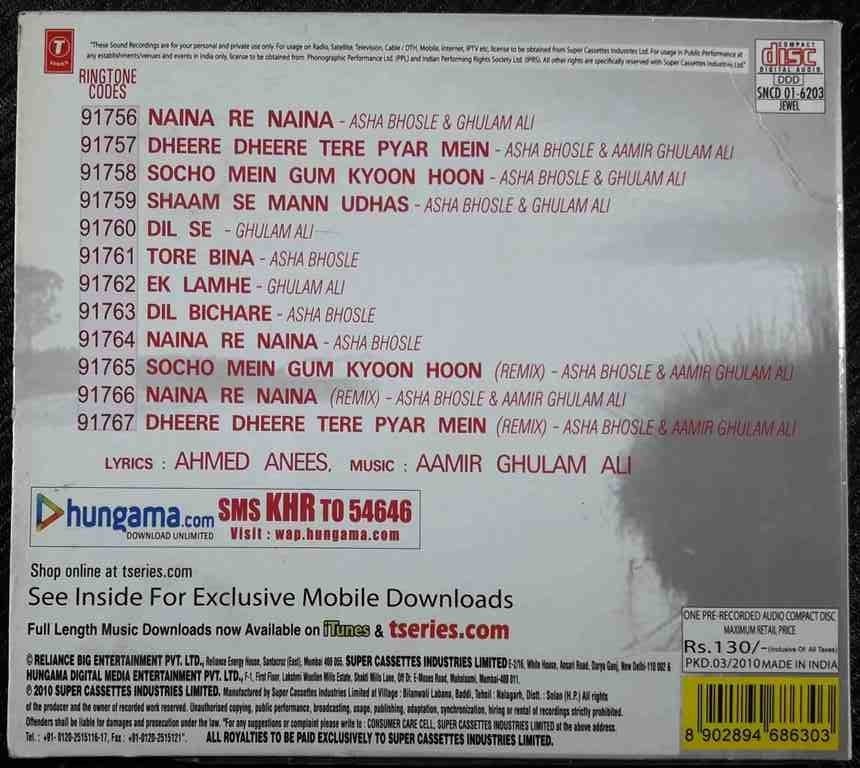 T
"These Sound Recordings are for your personal and private use only. For usage on Radio, Satellite, Television, Cable / DTH, Mobile, Internet, IPTV etc, license to be obtained from Super Cassettes Industries Ltd. For usage in Public Performance at
any establishments/venues and events in India only, license to be obtained from Phonographic Performance Ltd. (PPL) and Indian Performing Rights Society Ltd. (IPRS). All other rights are specifically reserved with Super Cassettes Industries Ltd."
COMPACT
disc
DIGITAL AUDIO
DDD
SNCD 01-6203
JEWEL
RINGTONE
CODES
91756 NAINA RE NAINA - ASHA BHOSLE & GHULAM ALI
91757 DHEERE DHEERE TERE PYAR MEIN - ASHA BHOSLE & AAMIR GHULAM ALI
91758 SOCHO MEIN GUM KYOON HOON - ASHA BHOSLE & GHULAM ALI
91759 SHAAM SE MANN UDHAS - ASHA BHOSLE & GHULAM ALI
91760 DIL SE - GHULAM ALI
91761 TORE BINA - ASHA BHOSLE
91762 EK LAMHE - GHULAM ALI
91763 DIL BICHARE - ASHA BHOSLE
91764 NAINA RE NAINA - ASHA BHOSLE
91765 SOCHO MEIN GUM KYOON HOON (REMIX) - ASHA BHOSLE & AAMIR GHULAM ALI
91766 NAINA RE NAINA (REMIX) - ASHA BHOSLE & AAMIR GHULAM ALI
91767 DHEERE DHEERE TERE PYAR MEIN (REMIX) - ASHA BHOSLE & AAMIR GHULAM ALI
LYRICS : AHMED ANEES, MUSIC : AAMIR GHULAM ALI
hungama.com
DOWNLOAD UNLIMITED
SMS KHR TO 54646
Visit : wap.hungama.com
Shop online at tseries.com
See Inside For Exclusive Mobile Downloads
Full Length Music Downloads now Available on iTunes & tseries.com
ONE PRE-RECORDED AUDIO COMPACT DISC
MAXIMUM RETAIL PRICE
Rs.130/-(Inclusive Of All Taxes)
PKD.03/2010 MADE IN INDIA
© RELIANCE BIG ENTERTAINMENT PVT. LTD., Reliance Energy House, Santacruz (East), Mumbai 400 055. SUPER CASSETTES INDUSTRIES LIMITED E-2/16, White House, Ansari Road, Darya Ganj, New Delhi-110 002 &
HUNGAMA DIGITAL MEDIA ENTERTAINMENT PVT. LTD., F-1, First Floor, Lakshmi Woollen Mills Estate, Shakti Mills Lane, Off Dr. E-Moses Road, Mahalaxmi, Mumbai-400 011.
℗ 2010 SUPER CASSETTES INDUSTRIES LIMITED. Manufactured by Super Cassettes Industries Limited at Village : Bilanwali Labana, Baddi, Tehsil : Nalagarh, Distt. : Solan (H.P.) All rights
of the producer and the owner of recorded work reserved. Unauthorised copying, public performance, broadcasting, usage, publishing, adaptation, synchronization, hiring or rental of recordings strictly prohibited.
Offenders shall be liable for damages and prosecution under the law. "For any suggestions or complaint please write to : CONSUMER CARE CELL, SUPER CASSETTES INDUSTRIES LIMITED at the above address.
Tel. : +91- 0120-2515116-17, Fax : +91-0120-2515121". ALL ROYALTIES TO BE PAID EXCLUSIVELY TO SUPER CASSETTES INDUSTRIES LIMITED.
8 902894 686303